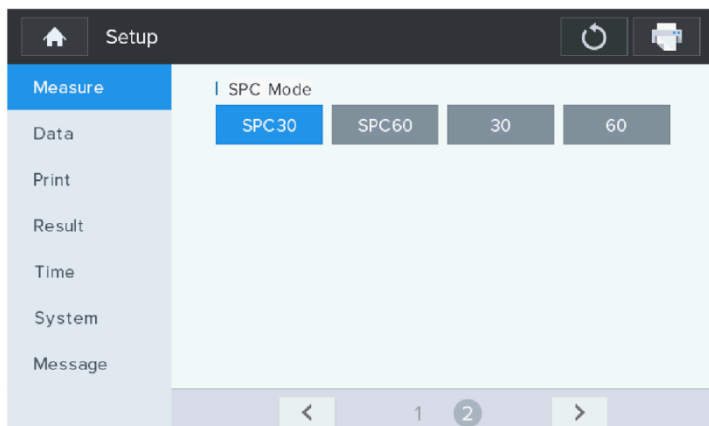 Setup
Measure
Data
Print
Result
Time
System
Message
SPC Mode
SPC30 SPC60 30 60
< 1 2 >